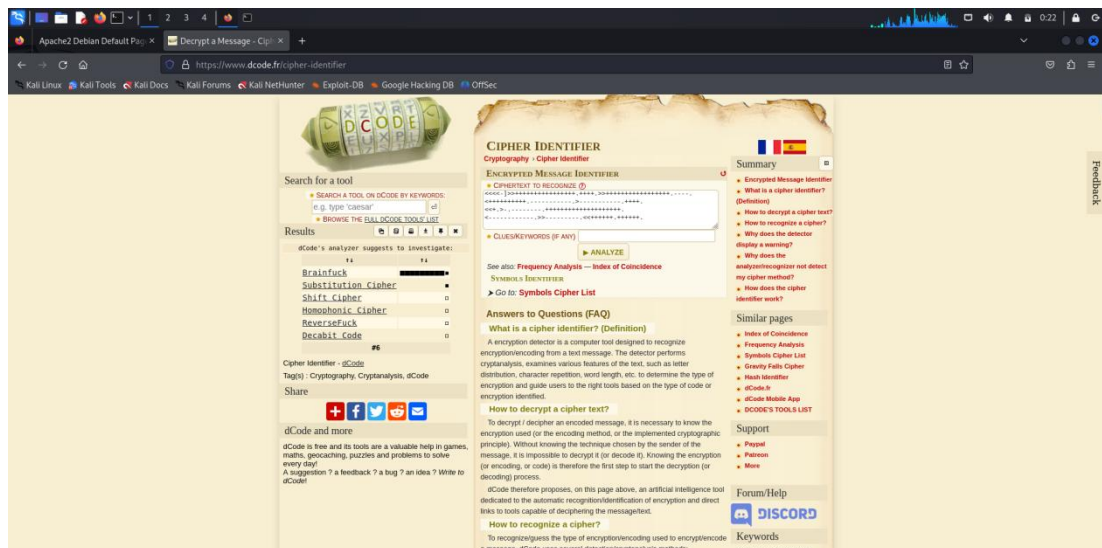 1 2 3 4
0:22
Apache2 Debian Default Pag
Decrypt a Message - Ciph
https://www.dcode.fr/cipher-identifier
Kali Linux Kali Tools Kali Docs Kali Forums Kali NetHunter Exploit-DB Google Hacking DB OffSec
DCODE
Search for a tool
SEARCH A TOOL ON DCODE BY KEYWORDS:
e.g. type 'caesar'
BROWSE THE FULL DCODE TOOLS' LIST
Results
dCode's analyzer suggests to investigate:
↑↓ ↑↓
Brainfuck
Substitution Cipher
Shift Cipher
Homophonic Cipher
ReverseFuck
Decabit Code
#6
Cipher Identifier - dCode
Tag(s) : Cryptography, Cryptanalysis, dCode
Share
dCode and more
dCode is free and its tools are a valuable help in games,
maths, geocaching, puzzles and problems to solve
every day!
A suggestion ? a feedback ? a bug ? an idea ? Write to
dCode!
CIPHER IDENTIFIER
Cryptography › Cipher Identifier
ENCRYPTED MESSAGE IDENTIFIER
CIPHERTEXT TO RECOGNIZE
CLUES/KEYWORDS (IF ANY)
► ANALYZE
See also: Frequency Analysis — Index of Coincidence
SYMBOLS IDENTIFIER
➤ Go to: Symbols Cipher List
Answers to Questions (FAQ)
What is a cipher identifier? (Definition)
A encryption detector is a computer tool designed to recognize
encryption/encoding from a text message. The detector performs
cryptanalysis, examines various features of the text, such as letter
distribution, character repetition, word length, etc. to determine the type of
encryption and guide users to the right tools based on the type of code or
encryption identified.
How to decrypt a cipher text?
To decrypt / decipher an encoded message, it is necessary to know the
encryption used (or the encoding method, or the implemented cryptographic
principle). Without knowing the technique chosen by the sender of the
message, it is impossible to decrypt it (or decode it). Knowing the encryption
(or encoding, or code) is therefore the first step to start the decryption (or
decoding) process.
dCode therefore proposes, on this page above, an artificial intelligence tool
dedicated to the automatic recognition/identification of encryption and direct
links to tools capable of deciphering the message/text.
How to recognize a cipher?
To recognize/guess the type of encryption/encoding used to encrypt/encode
Summary
Encrypted Message Identifier
What is a cipher identifier?
(Definition)
How to decrypt a cipher text?
How to recognize a cipher?
Why does the detector
display a warning?
Why does the
analyzer/recognizer not detect
my cipher method?
How does the cipher
identifier work?
Similar pages
Index of Coincidence
Frequency Analysis
Symbols Cipher List
Gravity Falls Cipher
Hash Identifier
dCode.fr
dCode Mobile App
DCODE'S TOOLS LIST
Support
Paypal
Patreon
More
Forum/Help
DISCORD
Keywords
Feedback